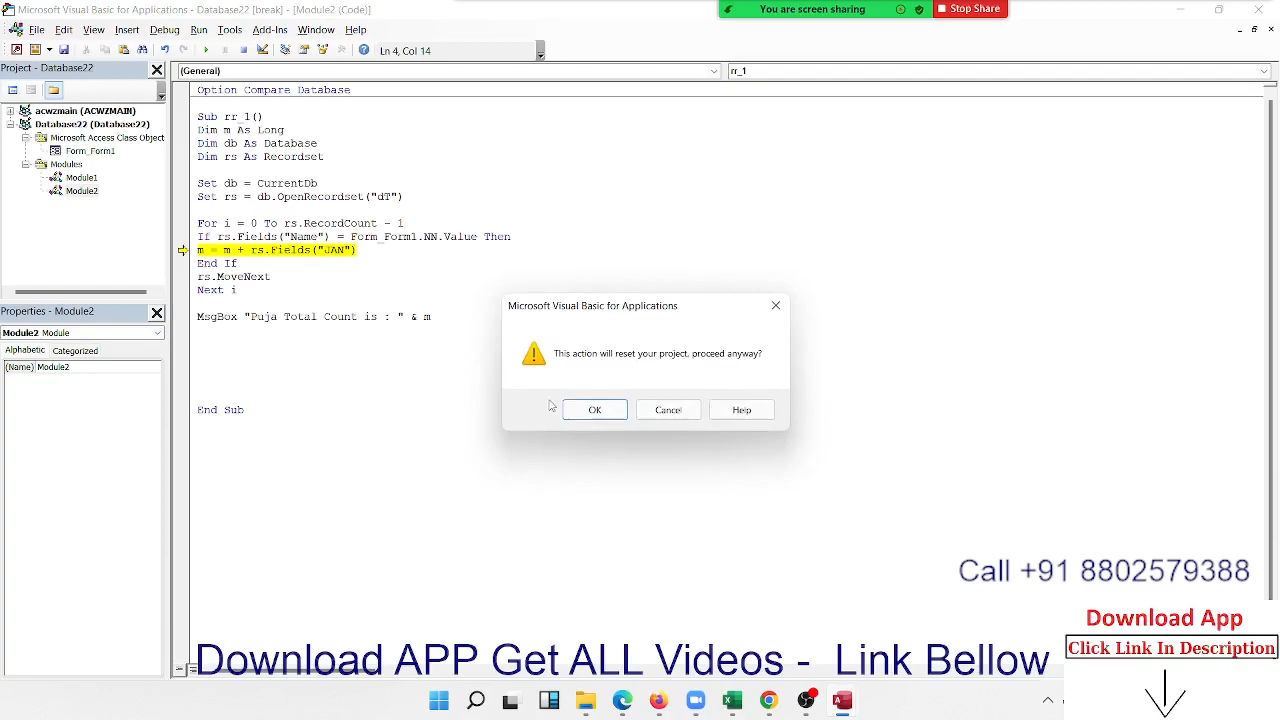 Microsoft Visual Basic for Applications - Database22 [break] - [Module2 (Code)]
You are screen sharing
Stop Share
File Edit View Insert Debug Run Tools Add-Ins Window Help
Ln 4, Col 14
Project - Database22
(General)
rr_1
acwzmain (ACWZMAIN)
Database22 (Database22)
Microsoft Access Class Object
Form_Form1
Modules
Module1
Module2
Option Compare Database
Sub rr_1()
Dim m As Long
Dim db As Database
Dim rs As Recordset
Set db = CurrentDb
Set rs = db.OpenRecordset("dT")
For i = 0 To rs.RecordCount - 1
If rs.Fields("Name") = Form_Form1.NN.Value Then
m = m + rs.Fields("JAN")
End If
rs.MoveNext
Next i
MsgBox "Puja Total Count is : " & m
End Sub
Properties - Module2
Module2 Module
Alphabetic Categorized
(Name) Module2
Microsoft Visual Basic for Applications
This action will reset your project, proceed anyway?
OK Cancel Help
Call +91 8802579388
Download App
Click Link In Description
Download APP Get ALL Videos - Link Bellow